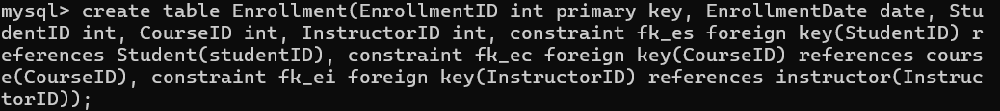 mysql> create table Enrollment(EnrollmentID int primary key, EnrollmentDate date, Stu
dentID int, CourseID int, InstructorID int, constraint fk_es foreign key(StudentID) r
eferences Student(studentID), constraint fk_ec foreign key(CourseID) references cours
e(CourseID), constraint fk_ei foreign key(InstructorID) references instructor(Instruc
torID));